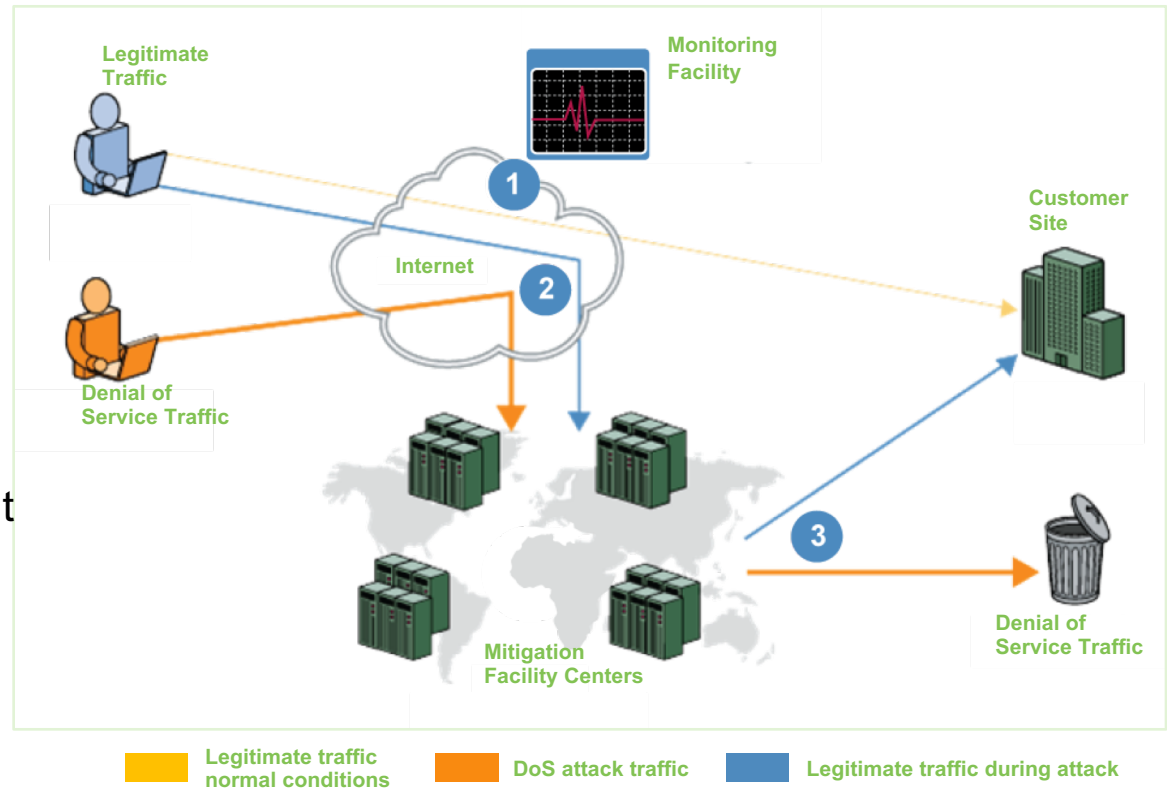 Legitimate
Traffic
Monitoring
Facility
1
Customer
Site
Internet
2
Denial of
Service Traffic
t
3
Mitigation
Facility Centers
Denial of
Service Traffic
Legitimate traffic
normal conditions
DoS attack traffic
Legitimate traffic during attack